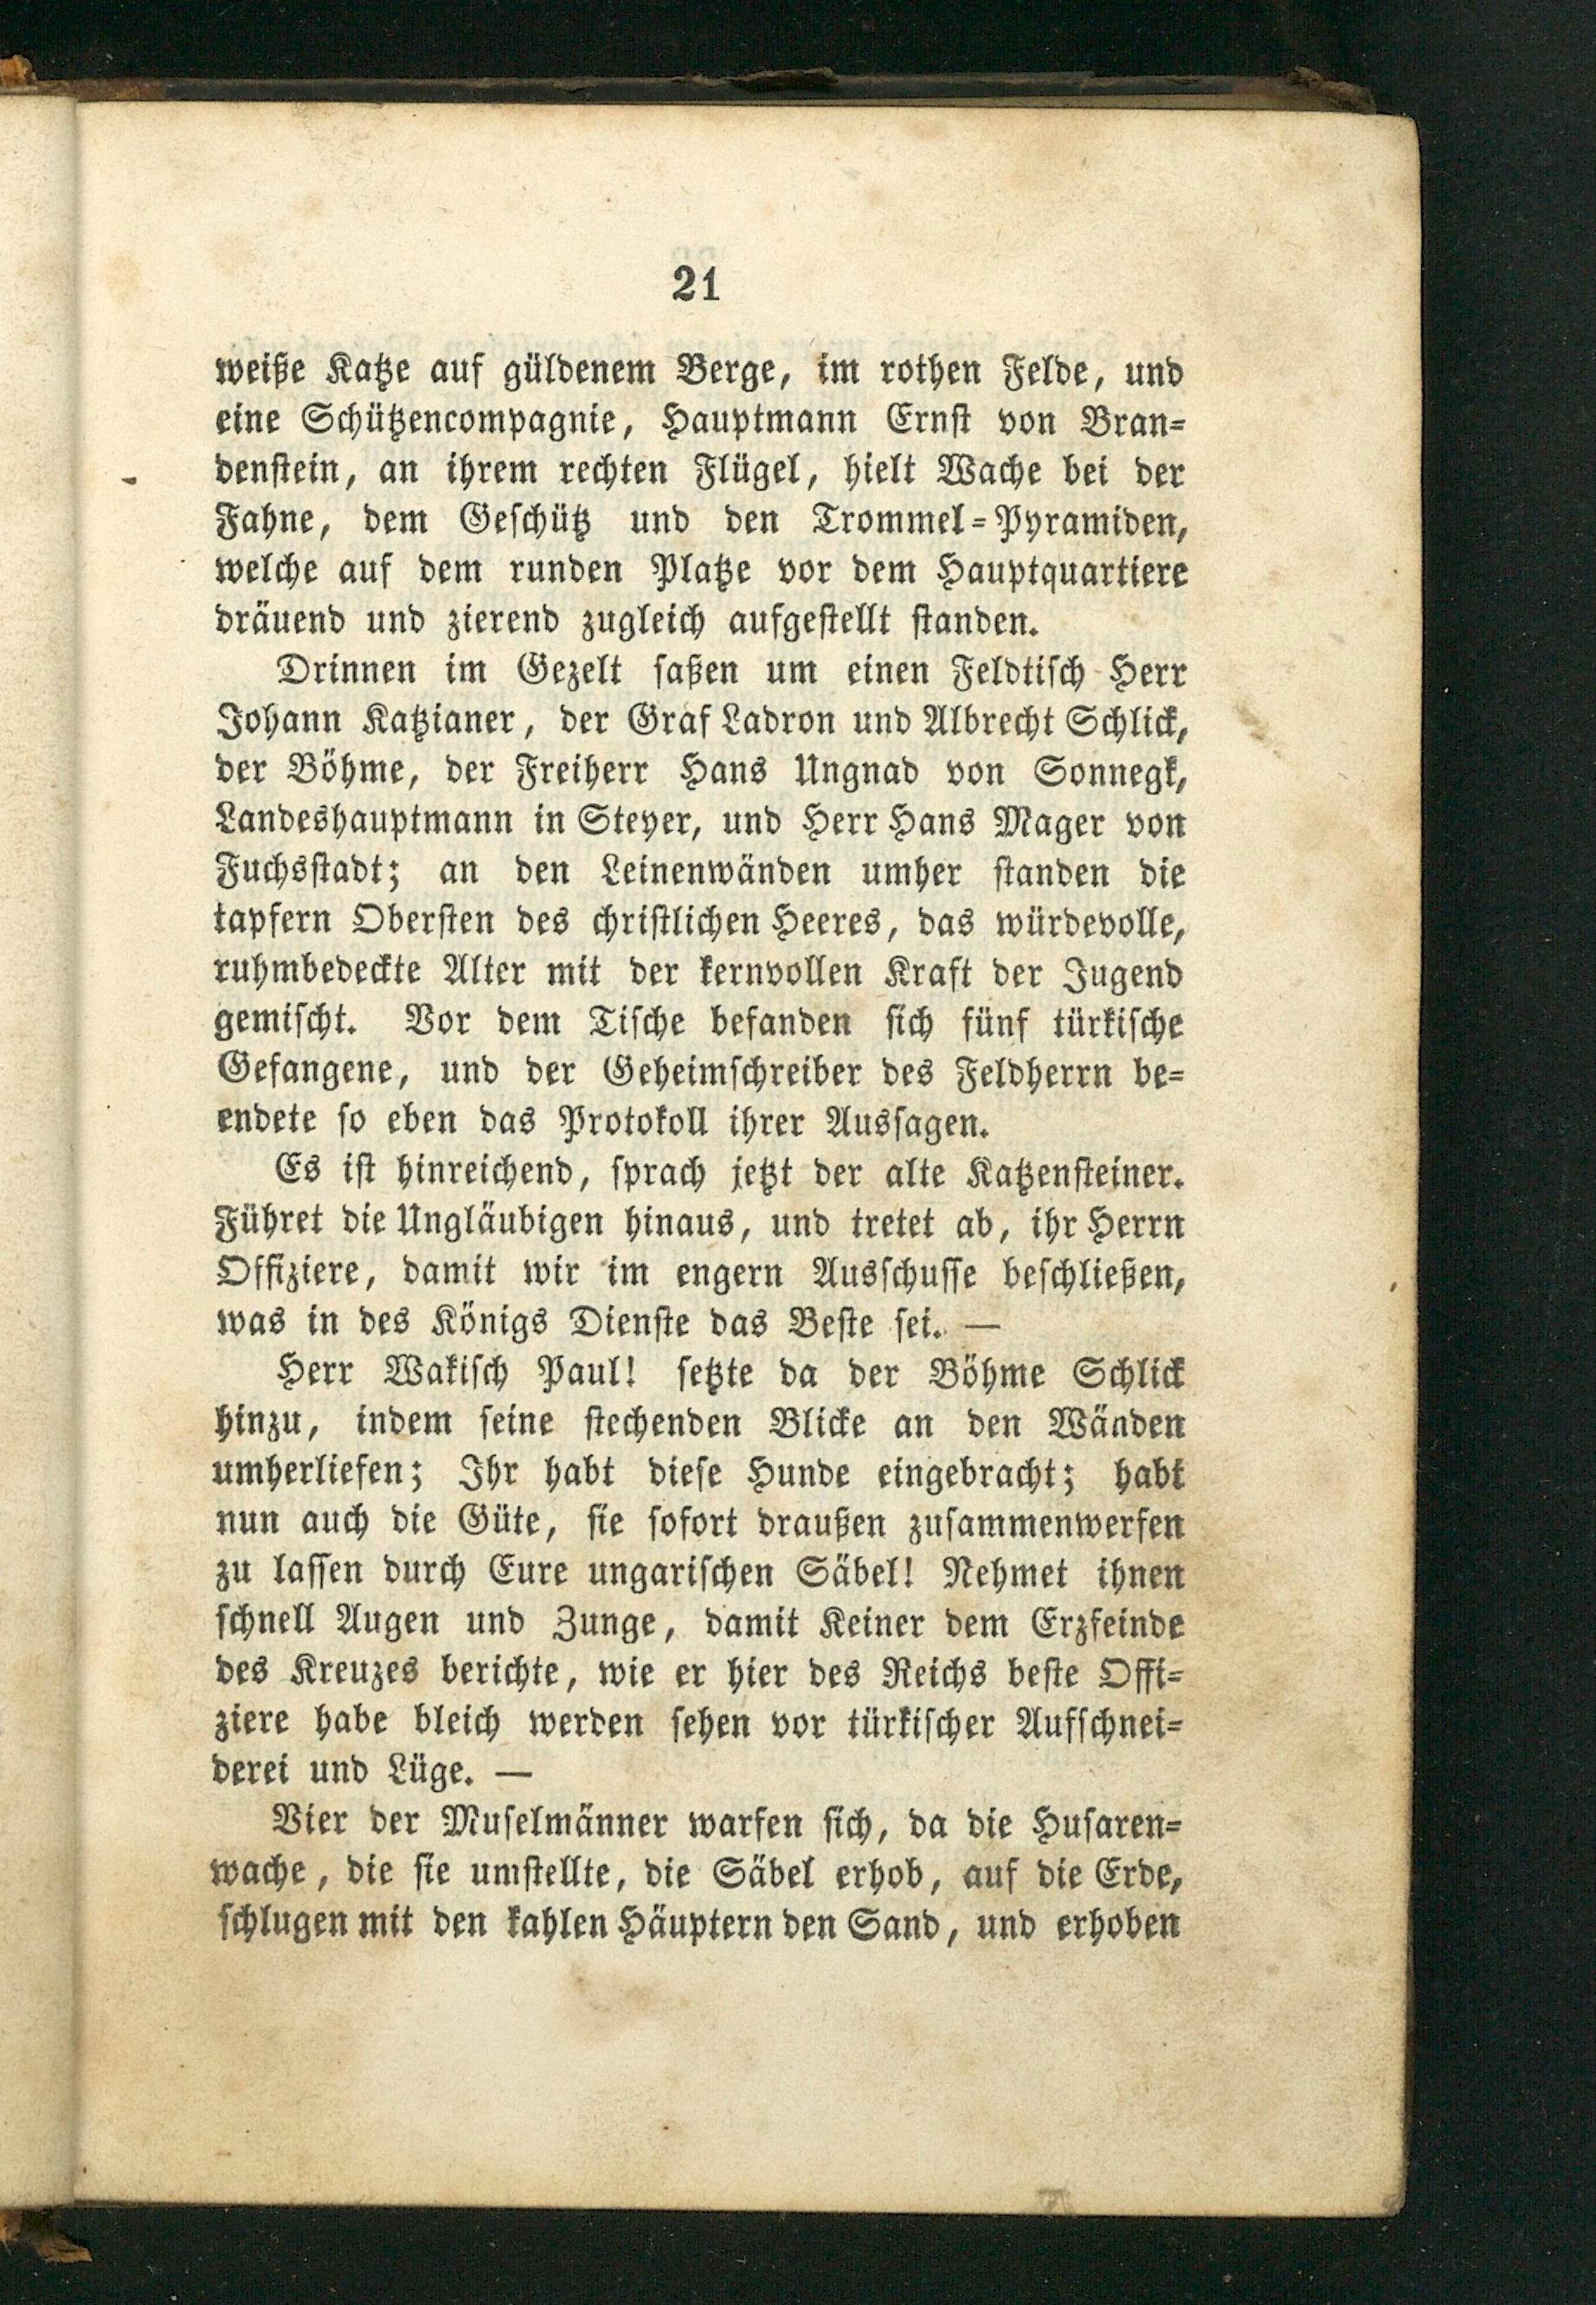 21
weiße Katze auf güldenem Berge, im rothen Felde, und
eine Schützencompagnie, Hauptmann Ernst von Bran-
denstein, an ihrem rechten Flügel, hielt Wache bei der
Fahne, dem Geschütz und den Trommel-Pyramiden,
welche auf dem runden Platze vor dem Hauptquartiere
dräuend und zierend zugleich aufgestellt standen.
Drinnen im Gezelt saßen um einen Feldtisch Herr
Johann Katzianer, der Graf Ladron und Albrecht Schlick,
der Böhme, der Freiherr Hans Ungnad von Sonnegk,
Landeshauptmann in Steyer, und Herr Hans Mager von
Fuchsstadt; an den Leinenwänden umher standen die
tapfern Obersten des christlichen Heeres, das würdevolle,
ruhmbedeckte Alter mit der kernvollen Kraft der Jugend
gemischt. Vor dem Tische befanden sich fünf türkische
Gefangene, und der Geheimschreiber des Feldherrn be-
endete so eben das Protokoll ihrer Aussagen.
Es ist hinreichend, sprach jetzt der alte Katzensteiner.
Führet die Ungläubigen hinaus, und tretet ab, ihr Herrn
Offiziere, damit wir im engern Ausschusse beschließen,
was in des Königs Dienste das Beste sei. —
Herr Wakisch Paul! setzte da der Böhme Schlick
hinzu, indem seine stechenden Blicke an den Wänden
umherliefen; Ihr habt diese Hunde eingebracht; habt
nun auch die Güte, sie sofort draußen zusammenwerfen
zu lassen durch Eure ungarischen Säbel! Nehmet ihnen
schnell Augen und Zunge, damit Keiner dem Erzfeinde
des Kreuzes berichte, wie er hier des Reichs beste Offi-
ziere habe bleich werden sehen vor türkischer Aufschnei-
derei und Lüge. —
Vier der Muselmänner warfen sich, da die Husaren-
wache, die sie umstellte, die Säbel erhob, auf die Erde,
schlugen mit den kahlen Häuptern den Sand, und erhoben